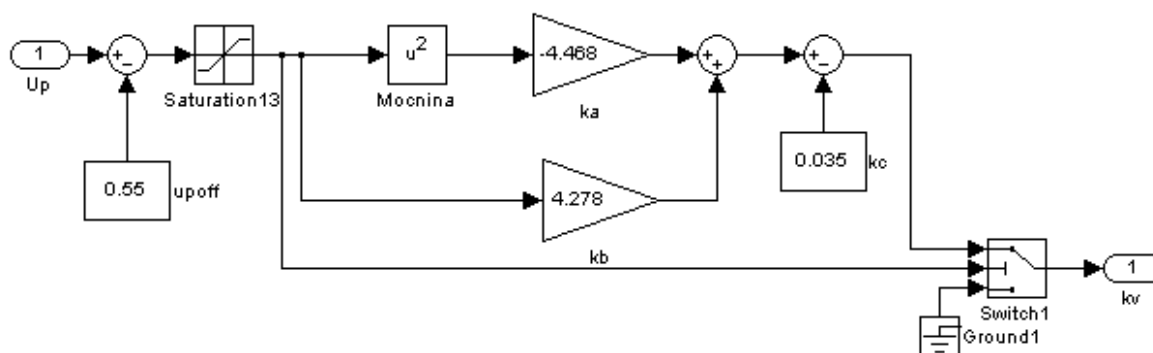 1
+
−
Up
Saturation13
0.55
upoff
u²
Mocnina
-4.468
ka
4.278
kb
+
+
+
−
0.035
kc
Switch1
Ground1
1
kv